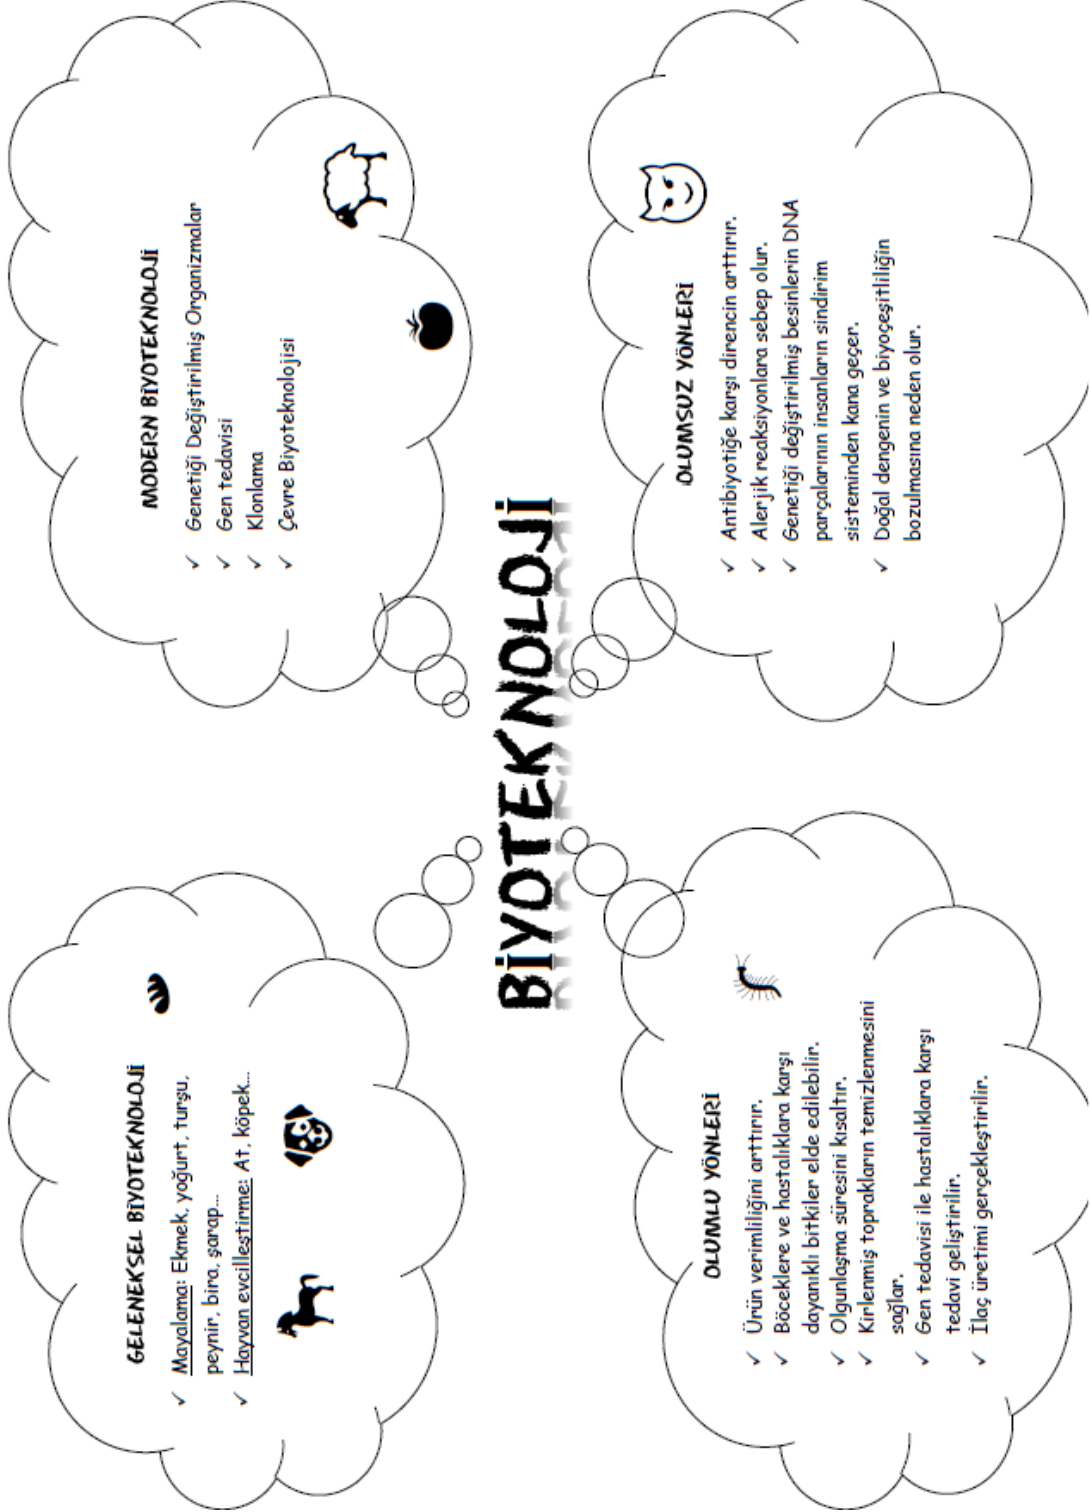 GELENEKSEL BİYOTEKNOLOJİ
✓ Mayalama: Ekmek, yoğurt, turşu,
peynir, bira, şarap...
✓ Hayvan evcilleştirme: At, köpek...
MODERN BİYOTEKNOLOJİ
✓ Genetiği Değiştirilmiş Organizmalar
✓ Gen tedavisi
✓ Klonlama
✓ Çevre Biyoteknolojisi
BİYOTEKNOLOJİ
OLUMLU YÖNLERİ
✓ Ürün verimliliğini arttırır.
✓ Böceklere ve hastalıklara karşı
dayanıklı bitkiler elde edilebilir.
✓ Olgunlaşma süresini kısaltır.
✓ Kirlenmiş toprakların temizlenmesini
sağlar.
✓ Gen tedavisi ile hastalıklara karşı
tedavi geliştirilir.
✓ İlaç üretimi gerçekleştirilir.
OLUMSUZ YÖNLERİ
✓ Antibiyotiğe karşı direncin arttırır.
✓ Alerjik reaksiyonlara sebep olur.
✓ Genetiği değiştirilmiş besinlerin DNA
parçalarının insanların sindirim
sisteminden kana geçer.
✓ Doğal dengenin ve biyoçeşitliliğin
bozulmasına neden olur.